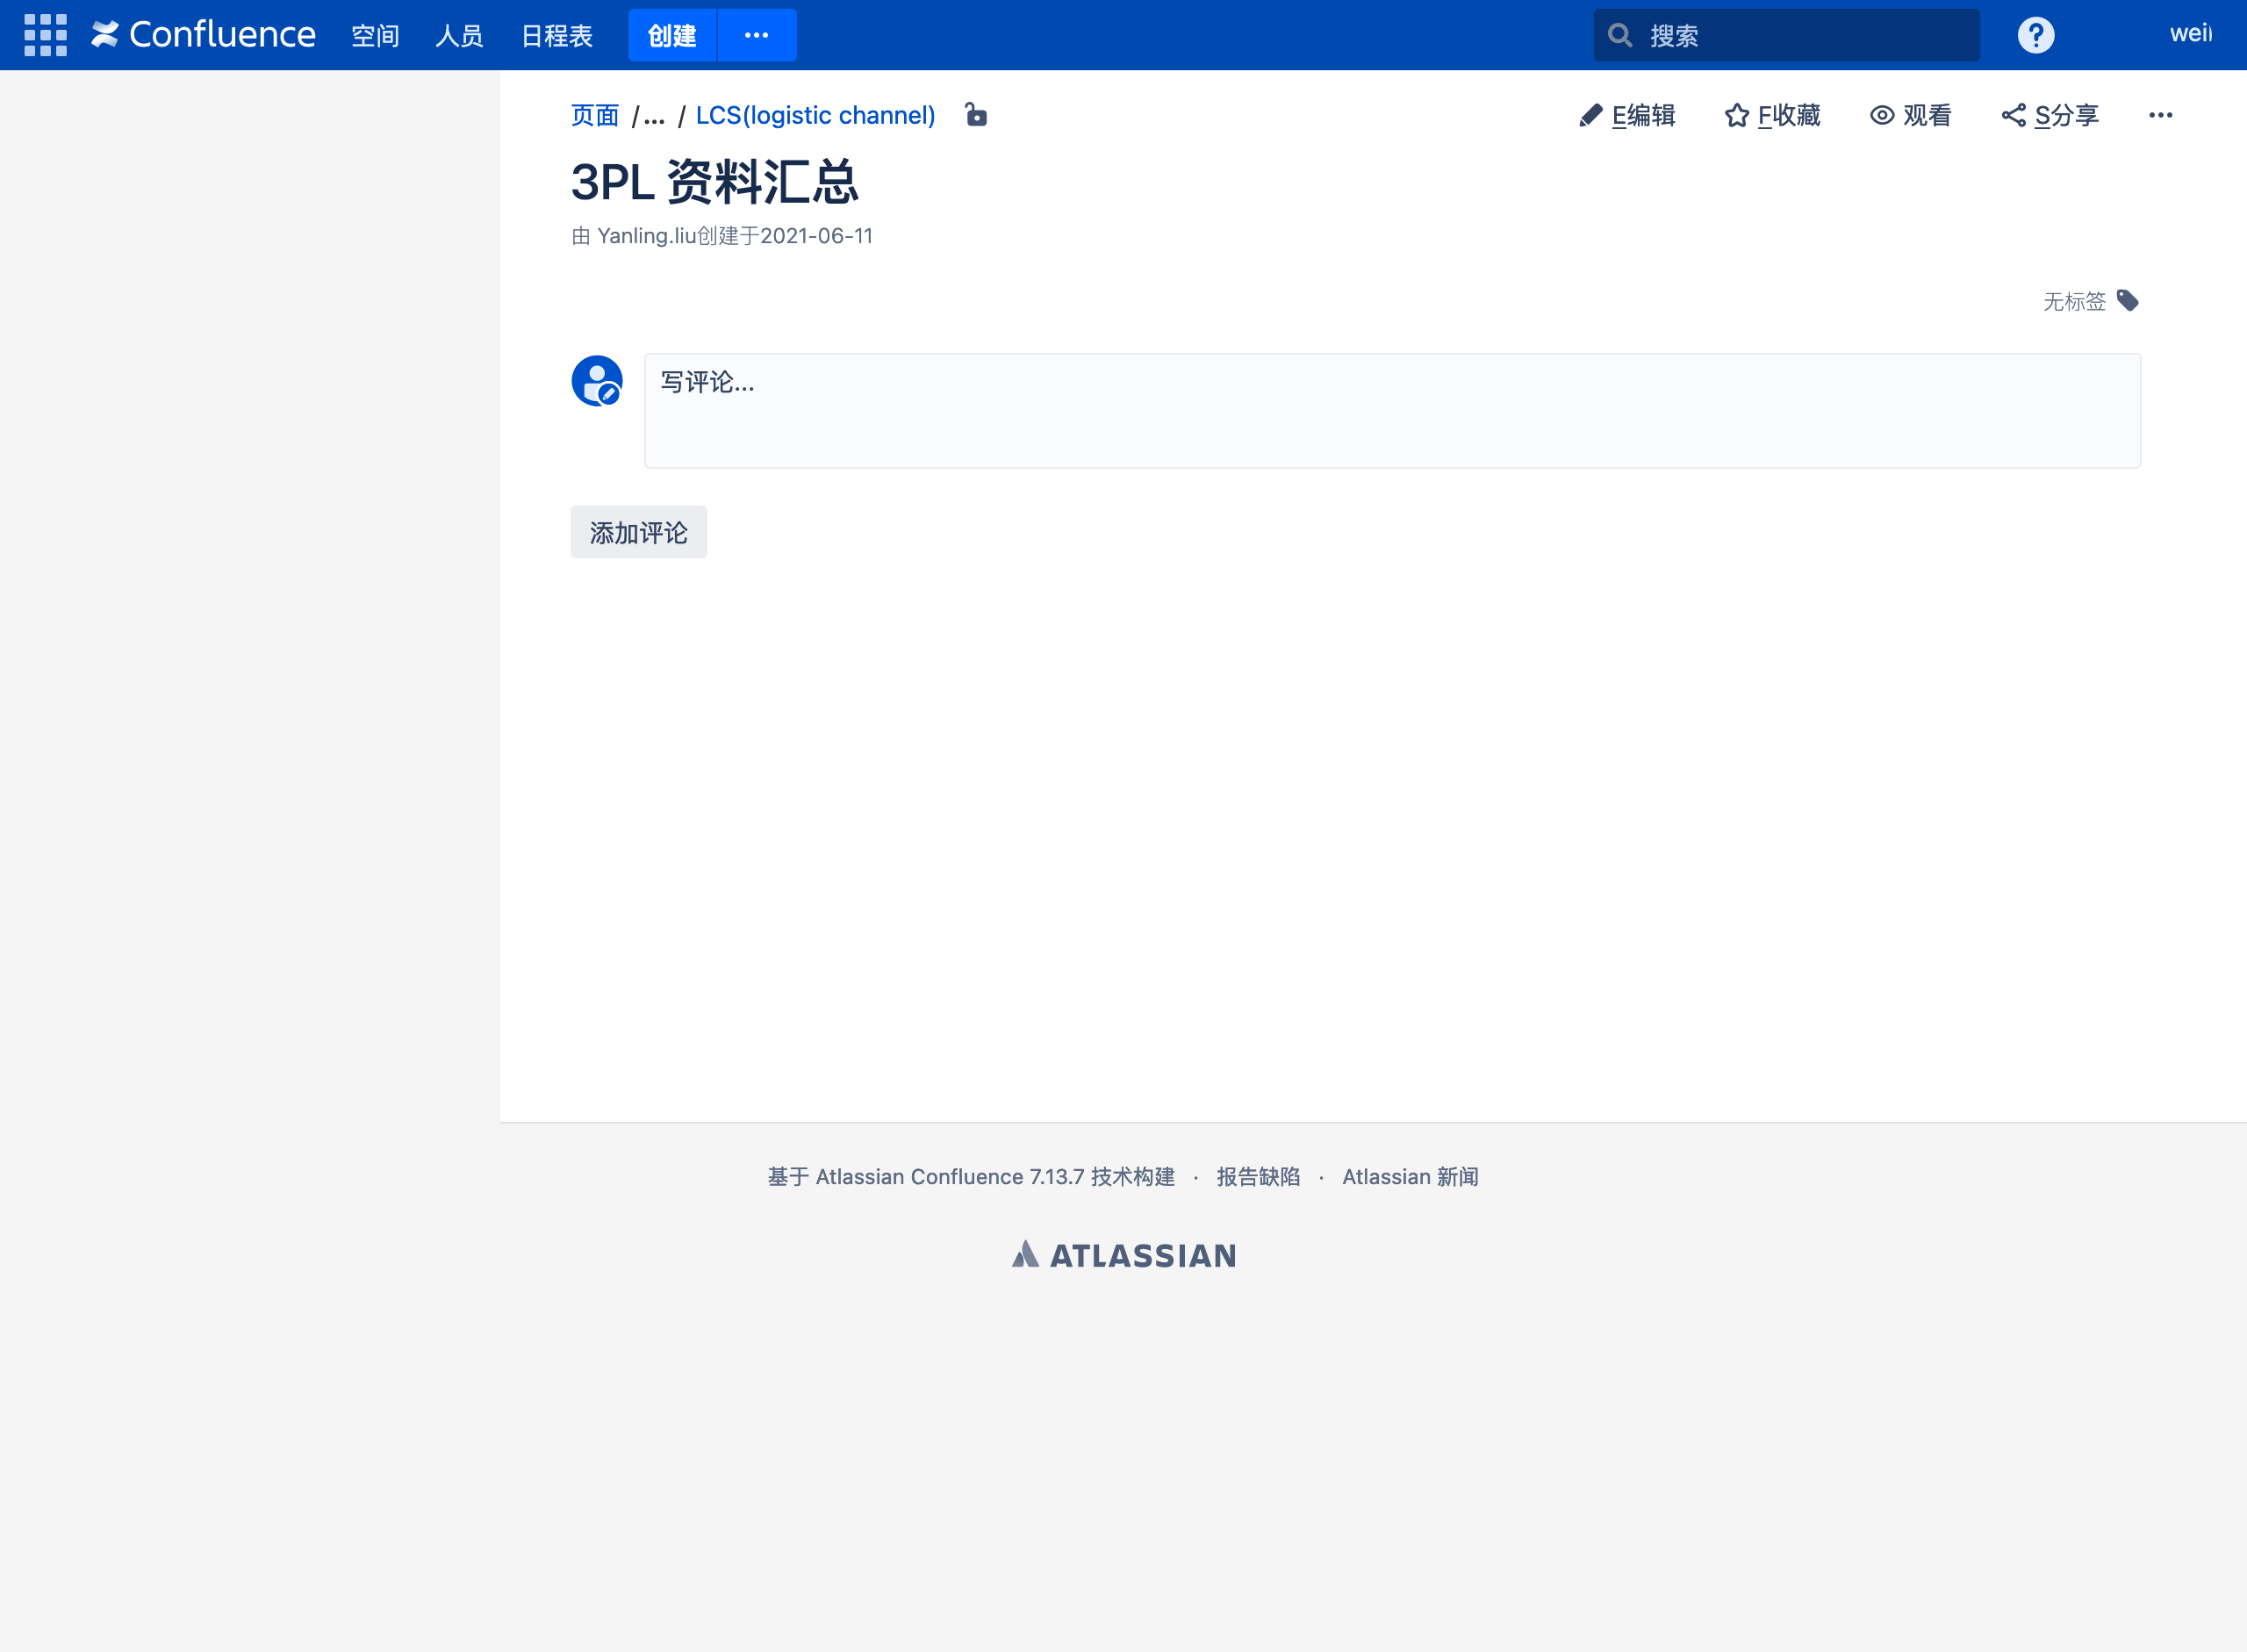 Confluence 空间 人员 日程表 创建 ··· 搜索 ?
页面 /... / LCS(logistic channel) E编辑 F收藏 观看 S分享 ···
3PL 资料汇总
由 Yanling.liu创建于2021-06-11
无标签
写评论...
添加评论
基于 Atlassian Confluence 7.13.7 技术构建 · 报告缺陷 · Atlassian 新闻
ATLASSIAN